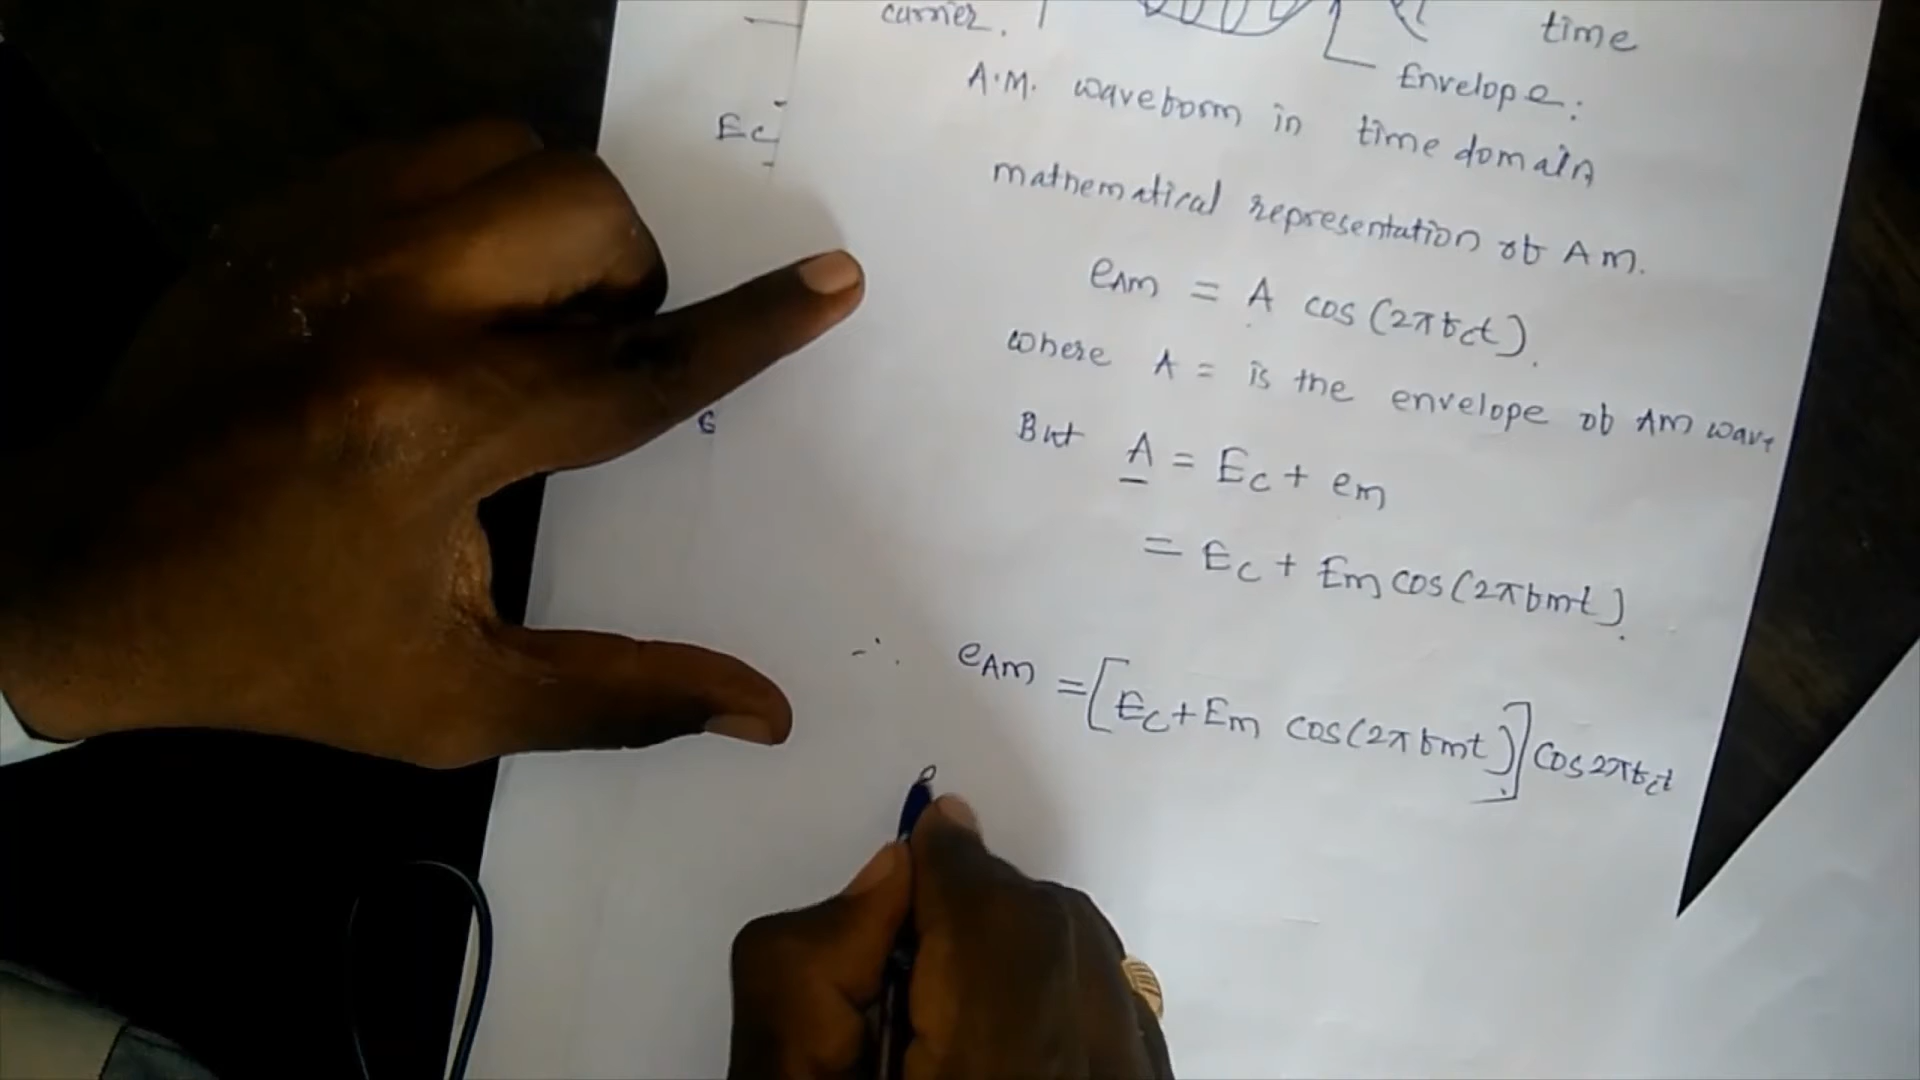 carrier.
time
Envelope:
A.M. waveform in time domain
Ec
mathematical representation of AM.
eAM = A cos(2πfct).
where A = is the envelope of AM wave
But A = Ec + em
= Ec + Em cos(2πfmt).
∴ eAM = [Ec + Em cos(2πfmt)] cos 2πfct